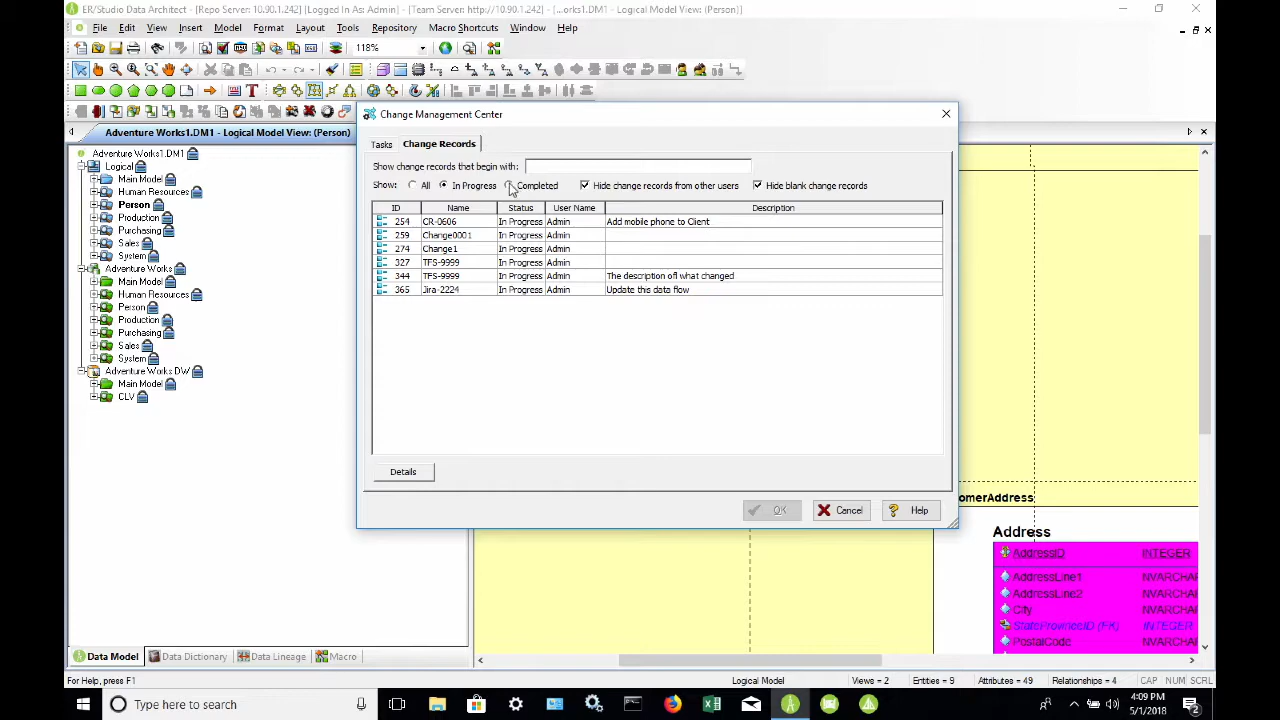 ER/Studio Data Architect - [Repo Server: 10.90.1.242] [Logged In As: Admin] - [Team Server: http://10.90.1.242] - [...orks1.DM1 - Logical Model View: (Person)]
File Edit View Insert Model Format Layout Tools Repository Macro Shortcuts Window Help
118%
Adventure Works1.DM1 - Logical Model View: (Person)
Adventure Works1.DM1
Logical
Main Model
Human Resources
Person
Production
Purchasing
Sales
System
Adventure Works
Main Model
Human Resources
Person
Production
Purchasing
Sales
System
Adventure Works DW
Main Model
CLV
Change Management Center
Tasks Change Records
Show change records that begin with:
Show: All In Progress Completed Hide change records from other users Hide blank change records
ID Name Status User Name Description
254 CR-0606 In Progress Admin Add mobile phone to Client
259 Change0001 In Progress Admin
274 Change1 In Progress Admin
327 TFS-9999 In Progress Admin
344 TFS-9999 In Progress Admin The description ofl what changed
365 Jira-2224 In Progress Admin Update this data flow
Details
OK Cancel Help
omerAddress
Address
AddressID INTEGER
AddressLine1 NVARCHAR
AddressLine2 NVARCHAR
City NVARCHAR
StateProvinceID (FK) INTEGER
PostalCode NVARCHAR
Data Model Data Dictionary Data Lineage Macro
For Help, press F1 Logical Model Views = 2 Entities = 9 Attributes = 49 Relationships = 4 CAP NUM SCRL
Type here to search
4:09 PM
5/1/2018
2